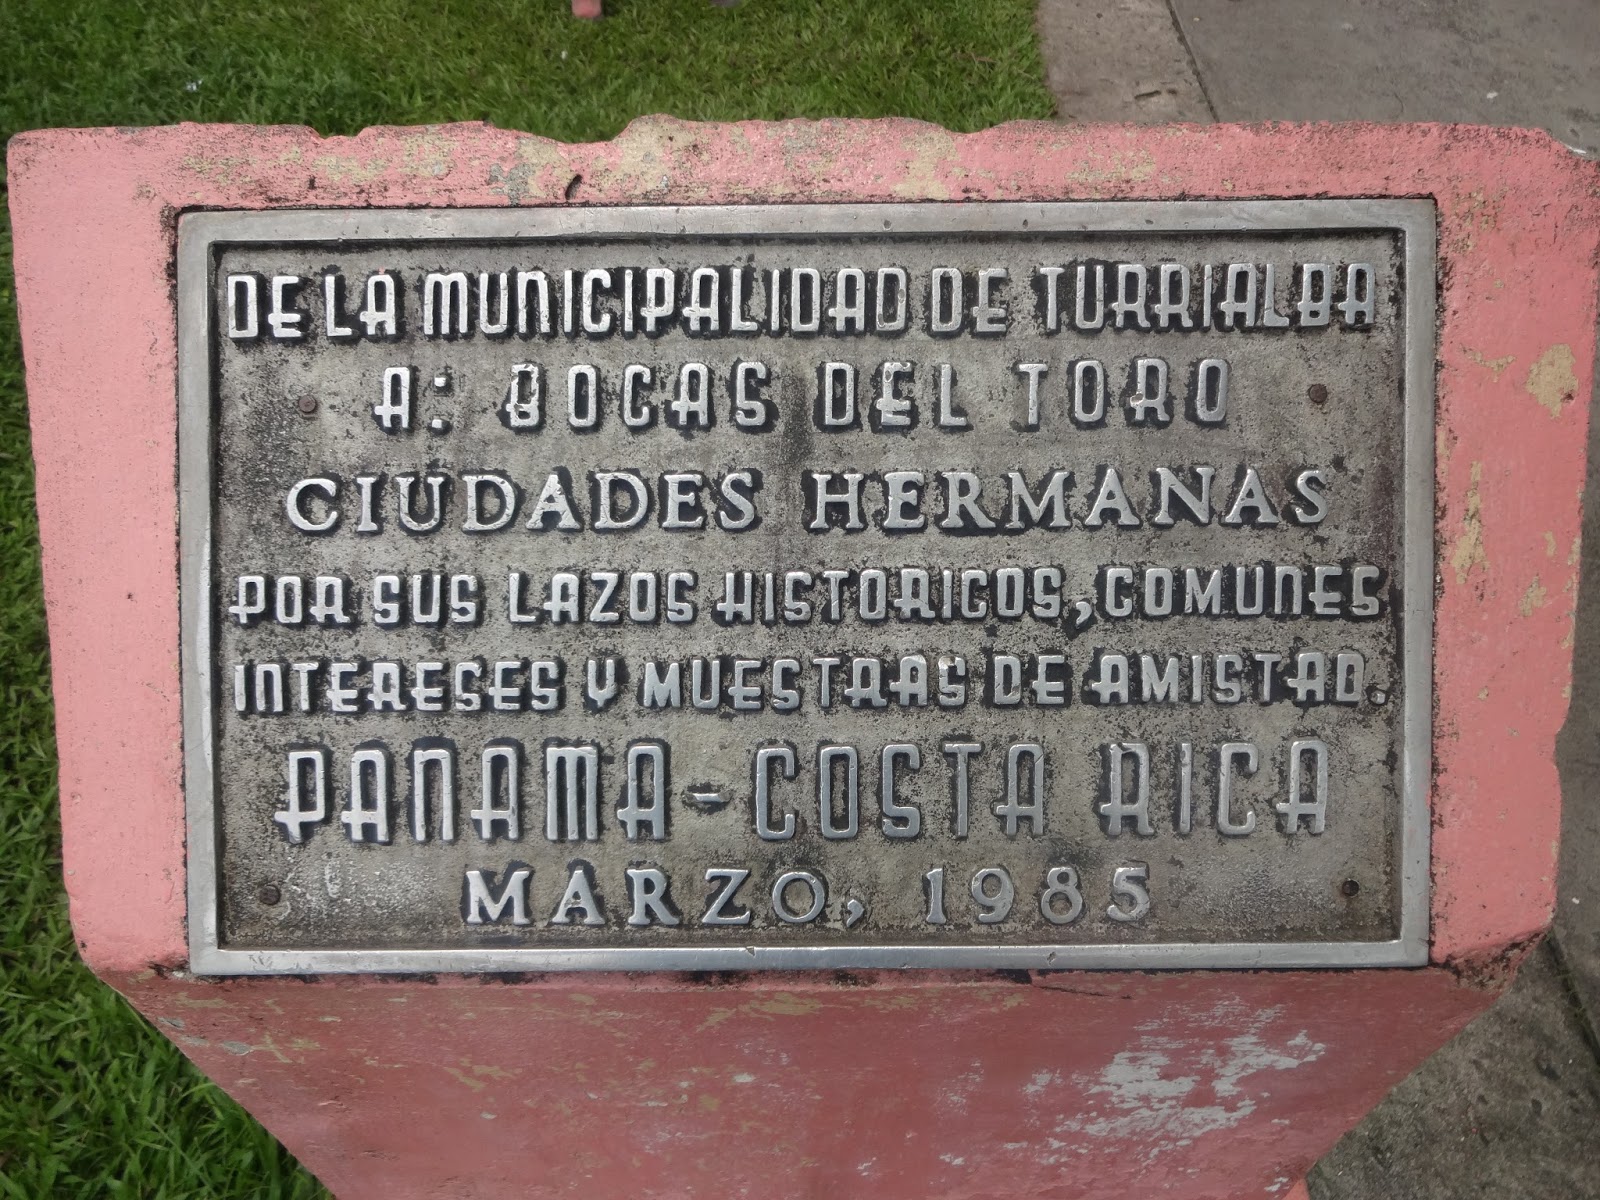 DE LA MUNICIPALIDAD DE TURRIALBA
A: BOCAS DEL TORO
CIUDADES HERMANAS
POR SUS LAZOS HISTORICOS, COMUNES
INTERESES Y MUESTRAS DE AMISTAD.
PANAMA - COSTA RICA
MARZO, 1985